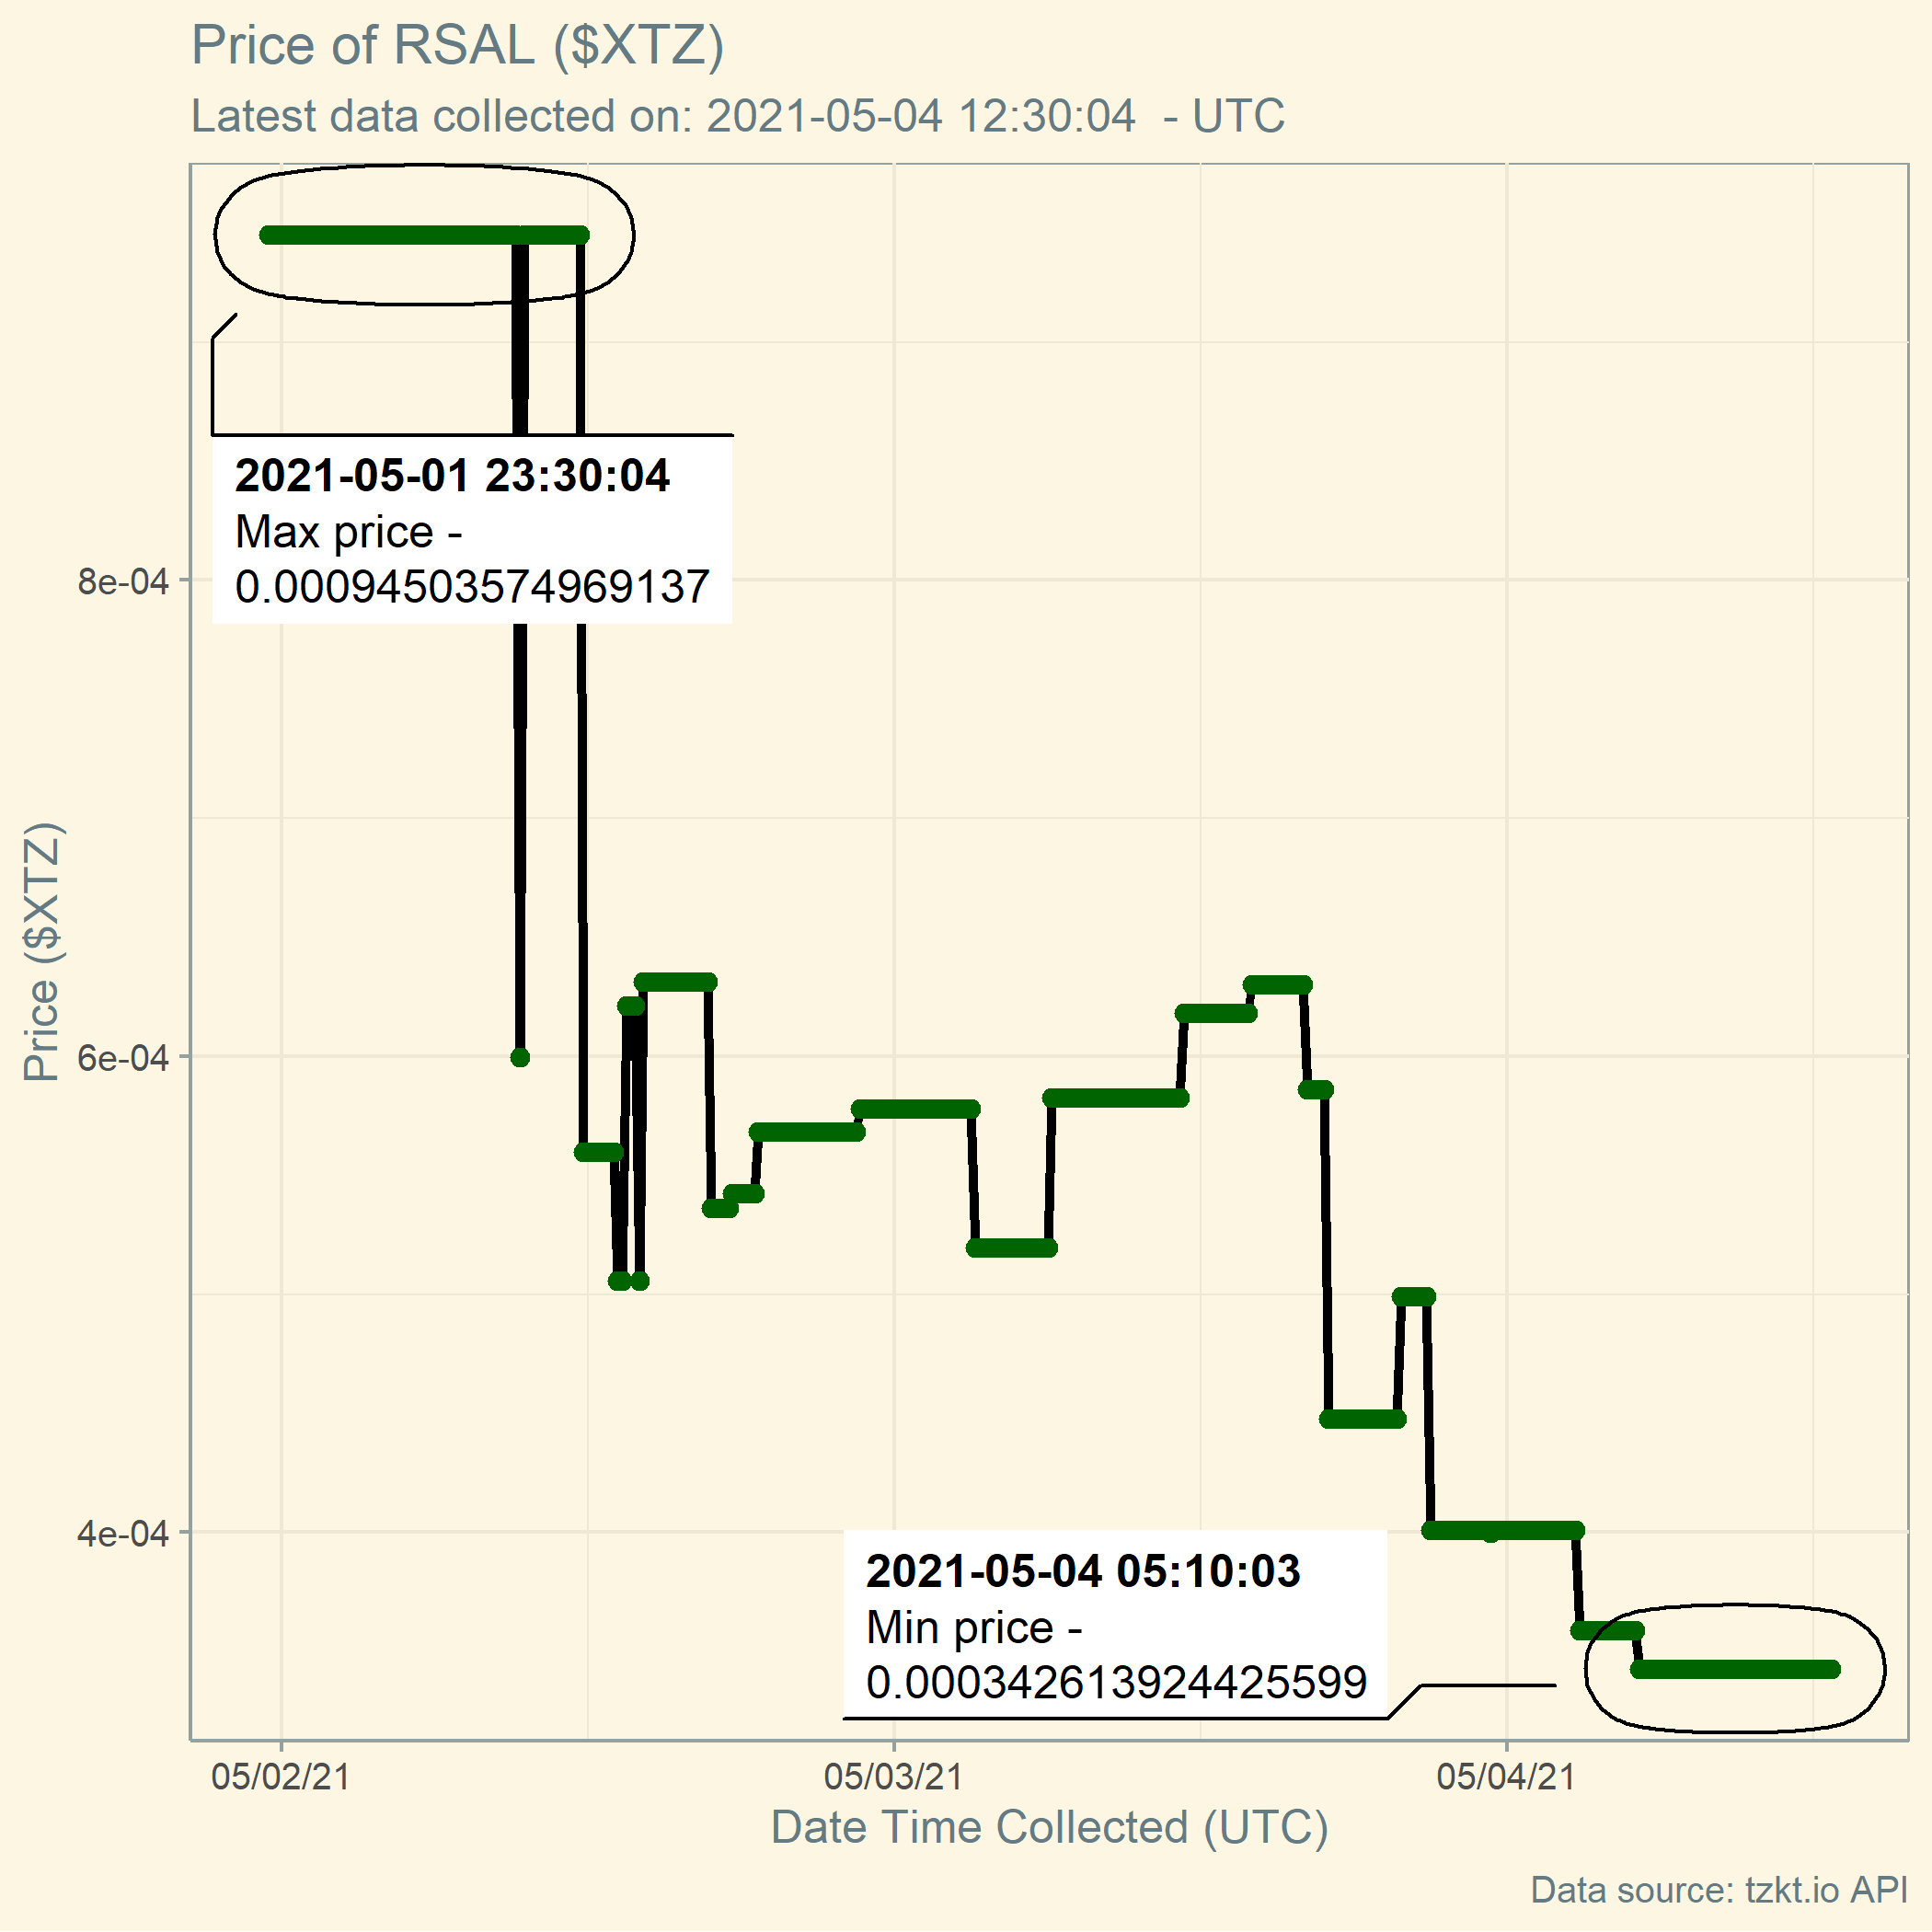 Price of RSAL ($XTZ)
Latest data collected on: 2021-05-04 12:30:04  - UTC
2021-05-01 23:30:04
Max price -
0.00094503574969137
8e-04
Price ($XTZ)
6e-04
4e-04
2021-05-04 05:10:03
Min price -
0.000342613924425599
05/02/21
05/03/21
05/04/21
Date Time Collected (UTC)
Data source: tzkt.io API